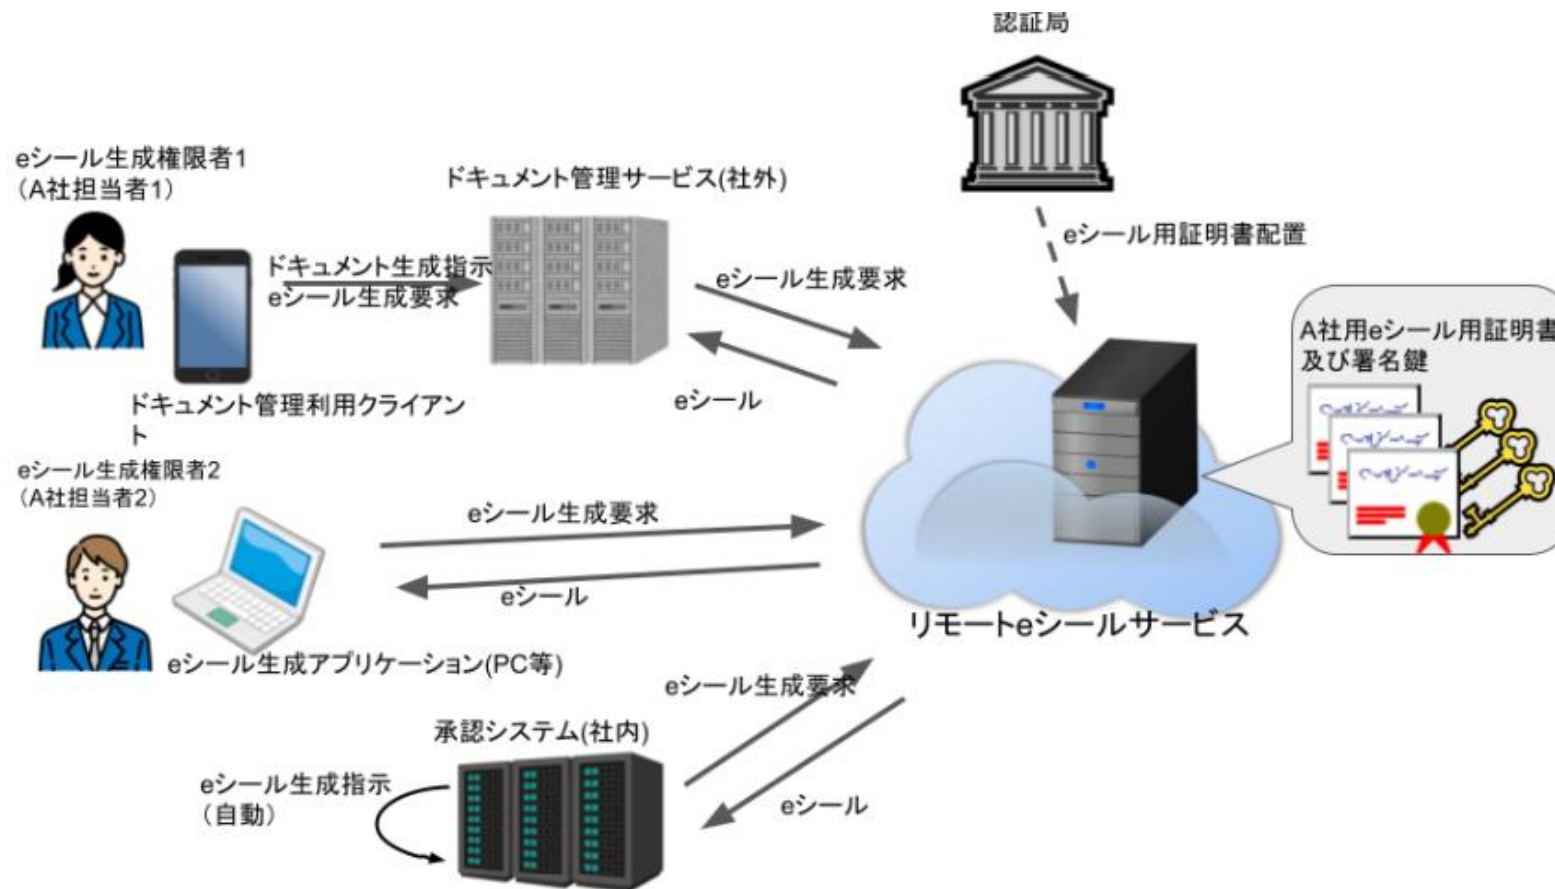 認証局
eシール生成権限者1
（A社担当者1）
ドキュメント管理サービス(社外)
eシール用証明書配置
ドキュメント生成指示
eシール生成要求
eシール生成要求
A社用eシール用証明書
及び署名鍵
eシール
ドキュメント管理利用クライアン
ト
eシール生成権限者2
（A社担当者2）
eシール生成要求
eシール
リモートeシールサービス
eシール生成アプリケーション(PC等)
eシール生成要求
承認システム(社内)
eシール生成指示
（自動）
eシール